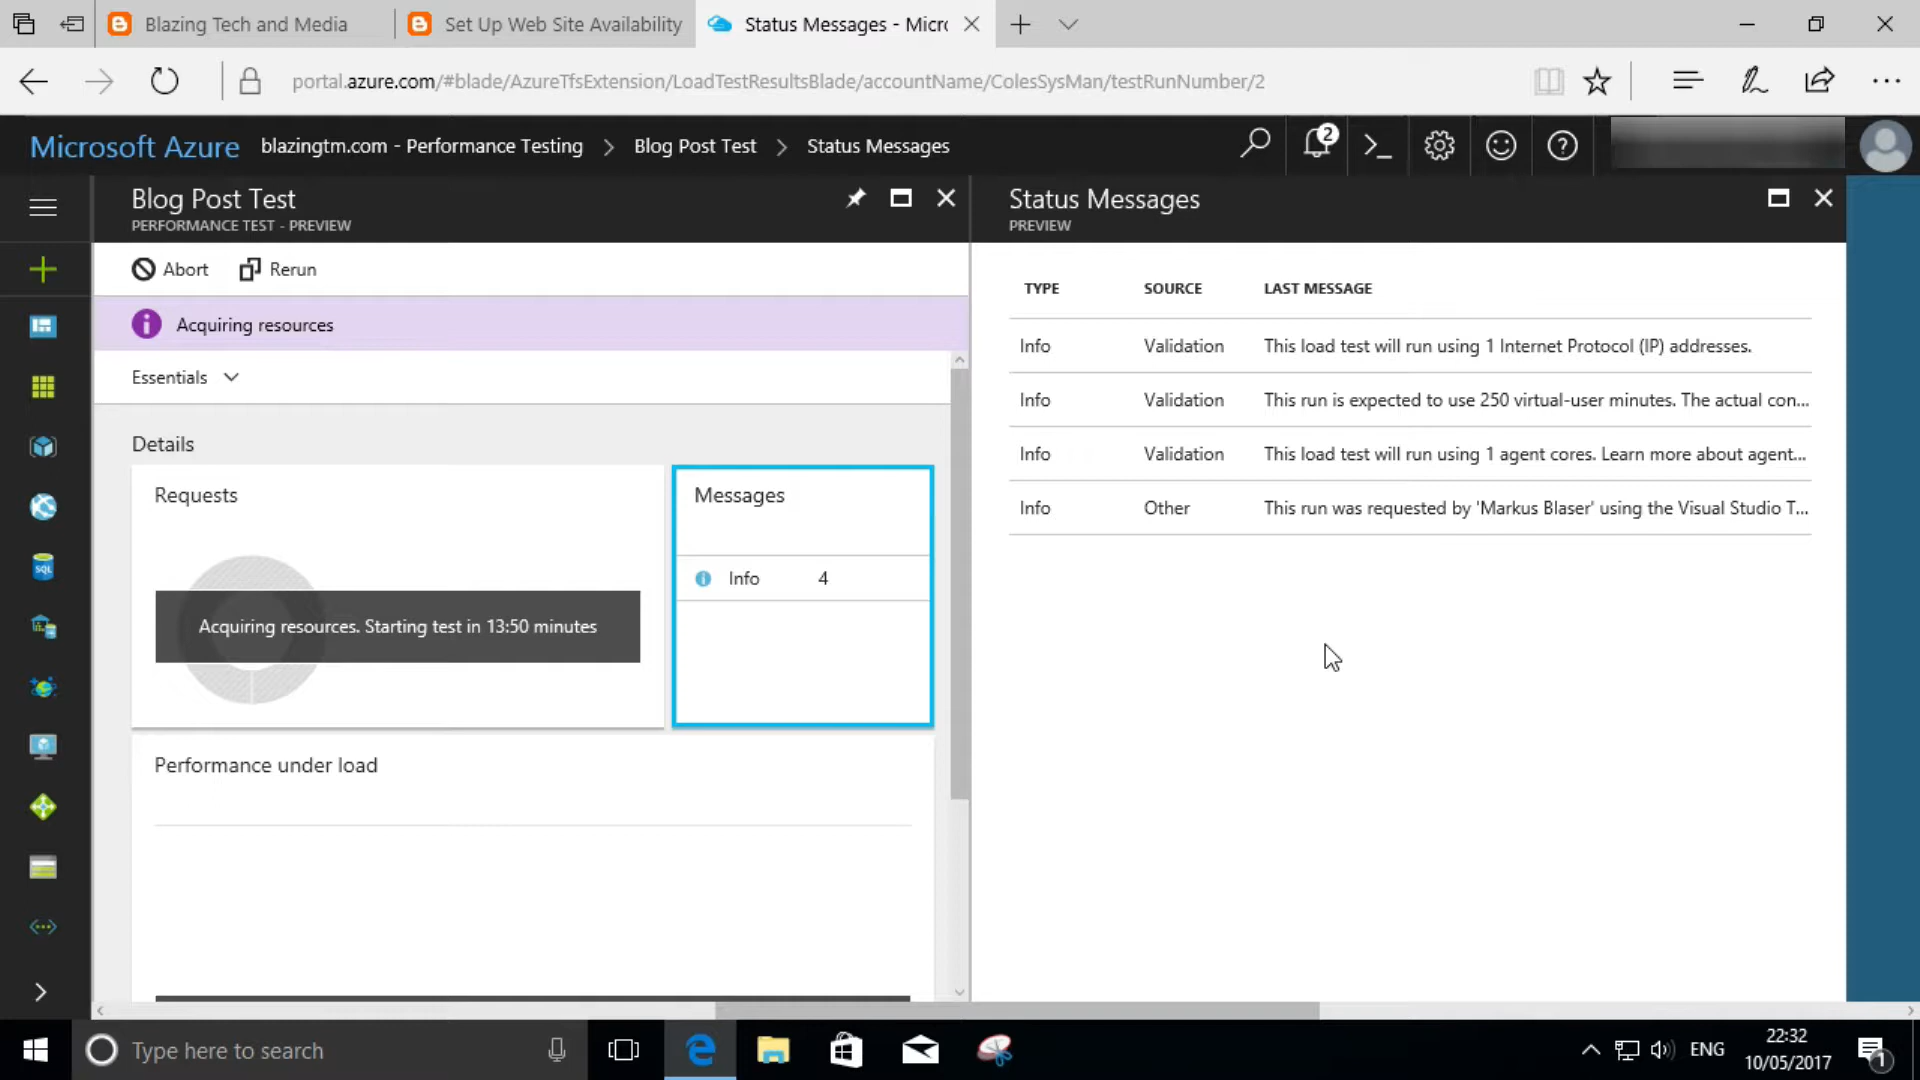 Blazing Tech and Media
Set Up Web Site Availability
Status Messages - Micr
portal.azure.com/#blade/AzureTfsExtension/LoadTestResultsBlade/accountName/ColesSysMan/testRunNumber/2
Microsoft Azure
blazingtm.com - Performance Testing > Blog Post Test > Status Messages
2
Blog Post Test
PERFORMANCE TEST - PREVIEW
Abort
Rerun
Acquiring resources
Essentials
Details
Requests
Acquiring resources. Starting test in 13:50 minutes
Messages
Info 4
Performance under load
Status Messages
PREVIEW
TYPE SOURCE LAST MESSAGE
Info Validation This load test will run using 1 Internet Protocol (IP) addresses.
Info Validation This run is expected to use 250 virtual-user minutes. The actual con...
Info Validation This load test will run using 1 agent cores. Learn more about agent...
Info Other This run was requested by 'Markus Blaser' using the Visual Studio T...
SQL
Type here to search
ENG
22:32
10/05/2017
1